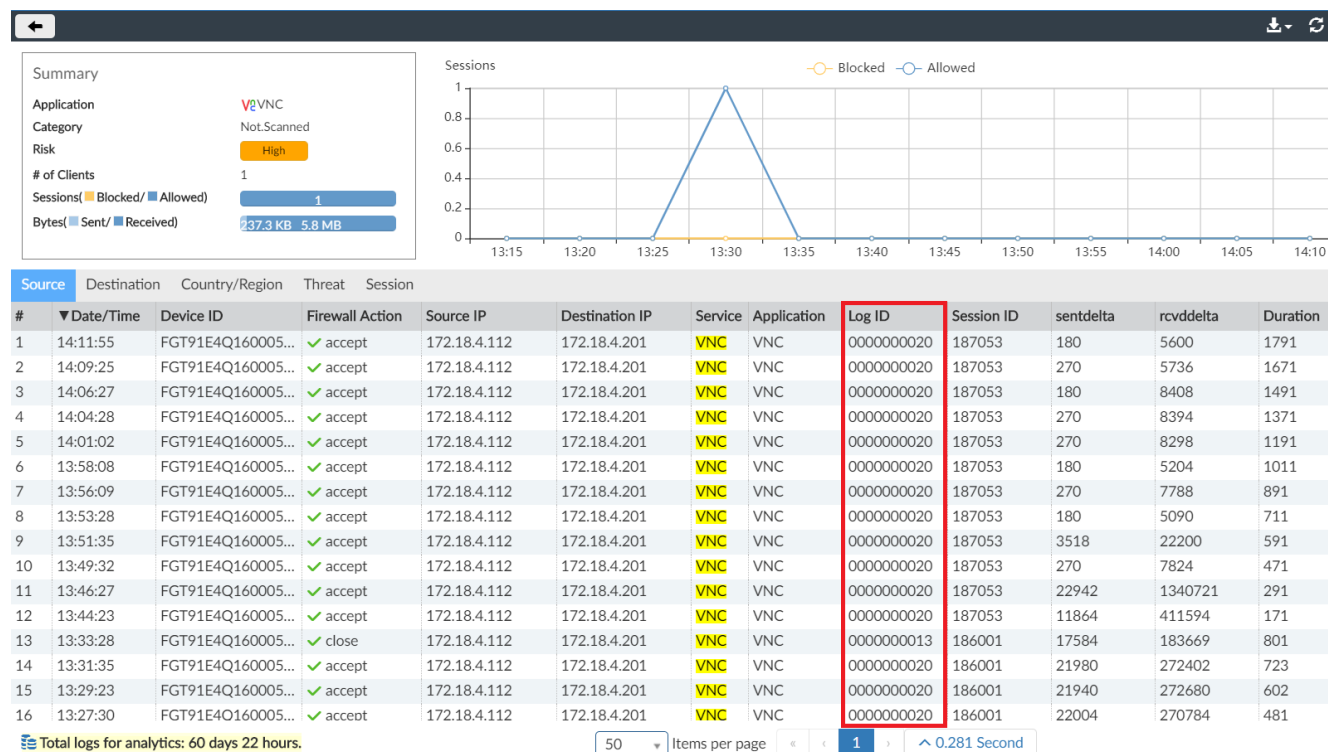 Summary
Application VNC
Category Not.Scanned
Risk High
# of Clients 1
Sessions( Blocked/ Allowed) 1
Bytes( Sent/ Received) 237.3 KB 5.8 MB
Sessions
Blocked Allowed
1
0.8
0.6
0.4
0.2
0
13:15 13:20 13:25 13:30 13:35 13:40 13:45 13:50 13:55 14:00 14:05 14:10
Source Destination Country/Region Threat Session
# ▼Date/Time Device ID Firewall Action Source IP Destination IP Service Application Log ID Session ID sentdelta rcvddelta Duration
1 14:11:55 FGT91E4Q160005... accept 172.18.4.112 172.18.4.201 VNC VNC 0000000020 187053 180 5600 1791
2 14:09:25 FGT91E4Q160005... accept 172.18.4.112 172.18.4.201 VNC VNC 0000000020 187053 270 5736 1671
3 14:06:27 FGT91E4Q160005... accept 172.18.4.112 172.18.4.201 VNC VNC 0000000020 187053 180 8408 1491
4 14:04:28 FGT91E4Q160005... accept 172.18.4.112 172.18.4.201 VNC VNC 0000000020 187053 270 8394 1371
5 14:01:02 FGT91E4Q160005... accept 172.18.4.112 172.18.4.201 VNC VNC 0000000020 187053 270 8298 1191
6 13:58:08 FGT91E4Q160005... accept 172.18.4.112 172.18.4.201 VNC VNC 0000000020 187053 180 5204 1011
7 13:56:09 FGT91E4Q160005... accept 172.18.4.112 172.18.4.201 VNC VNC 0000000020 187053 270 7788 891
8 13:53:28 FGT91E4Q160005... accept 172.18.4.112 172.18.4.201 VNC VNC 0000000020 187053 180 5090 711
9 13:51:35 FGT91E4Q160005... accept 172.18.4.112 172.18.4.201 VNC VNC 0000000020 187053 3518 22200 591
10 13:49:32 FGT91E4Q160005... accept 172.18.4.112 172.18.4.201 VNC VNC 0000000020 187053 270 7824 471
11 13:46:27 FGT91E4Q160005... accept 172.18.4.112 172.18.4.201 VNC VNC 0000000020 187053 22942 1340721 291
12 13:44:23 FGT91E4Q160005... accept 172.18.4.112 172.18.4.201 VNC VNC 0000000020 187053 11864 411594 171
13 13:33:28 FGT91E4Q160005... close 172.18.4.112 172.18.4.201 VNC VNC 0000000013 186001 17584 183669 801
14 13:31:35 FGT91E4Q160005... accept 172.18.4.112 172.18.4.201 VNC VNC 0000000020 186001 21980 272402 723
15 13:29:23 FGT91E4Q160005... accept 172.18.4.112 172.18.4.201 VNC VNC 0000000020 186001 21940 272680 602
16 13:27:30 FGT91E4Q160005... accept 172.18.4.112 172.18.4.201 VNC VNC 0000000020 186001 22004 270784 481
Total logs for analytics: 60 days 22 hours. 50 Items per page « ‹ 1 › 0.281 Second